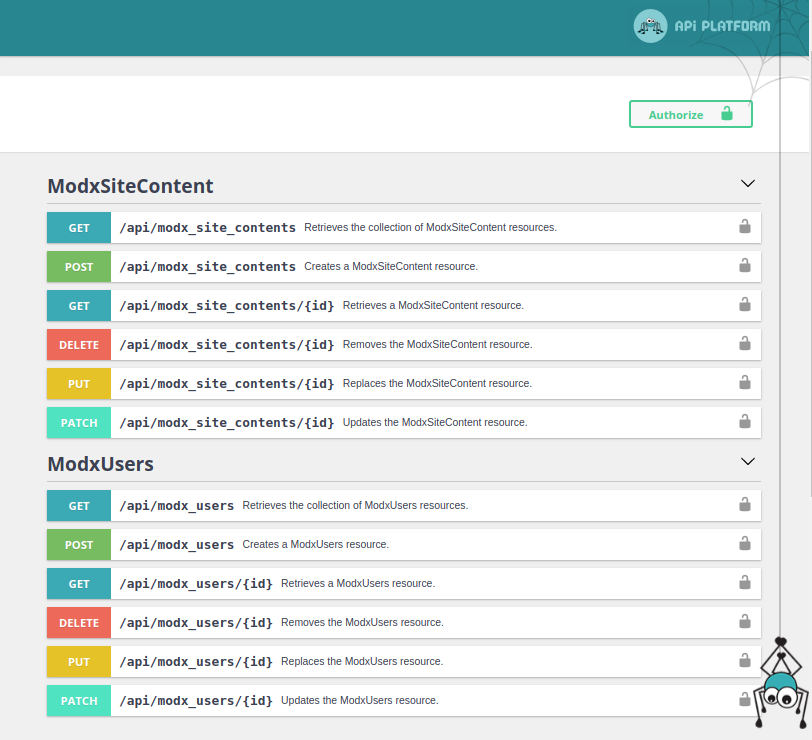 APi PLATFORM
Authorize
ModxSiteContent
GET /api/modx_site_contents Retrieves the collection of ModxSiteContent resources.
POST /api/modx_site_contents Creates a ModxSiteContent resource.
GET /api/modx_site_contents/{id} Retrieves a ModxSiteContent resource.
DELETE /api/modx_site_contents/{id} Removes the ModxSiteContent resource.
PUT /api/modx_site_contents/{id} Replaces the ModxSiteContent resource.
PATCH /api/modx_site_contents/{id} Updates the ModxSiteContent resource.
ModxUsers
GET /api/modx_users Retrieves the collection of ModxUsers resources.
POST /api/modx_users Creates a ModxUsers resource.
GET /api/modx_users/{id} Retrieves a ModxUsers resource.
DELETE /api/modx_users/{id} Removes the ModxUsers resource.
PUT /api/modx_users/{id} Replaces the ModxUsers resource.
PATCH /api/modx_users/{id} Updates the ModxUsers resource.